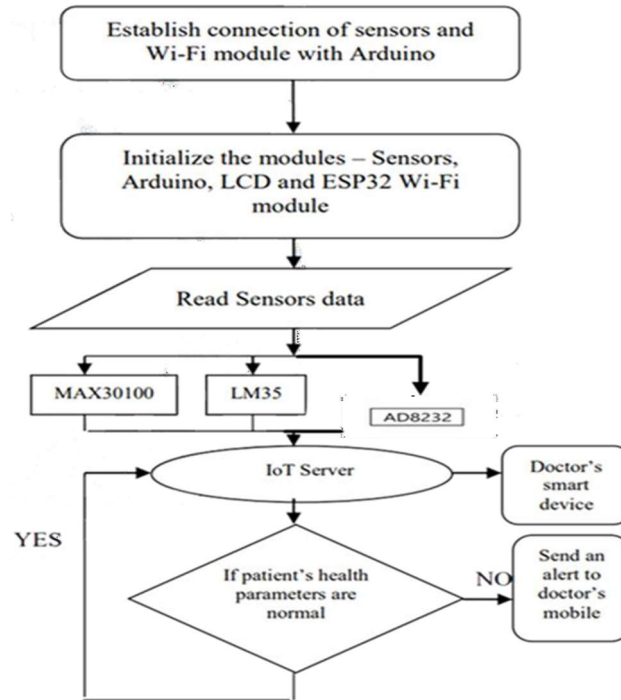 Establish connection of sensors and
Wi-Fi module with Arduino
Initialize the modules – Sensors,
Arduino, LCD and ESP32 Wi-Fi
module
Read Sensors data
MAX30100
LM35
AD8232
IoT Server
Doctor's
smart
device
YES
If patient's health
parameters are
normal
NO
Send an
alert to
doctor's
mobile